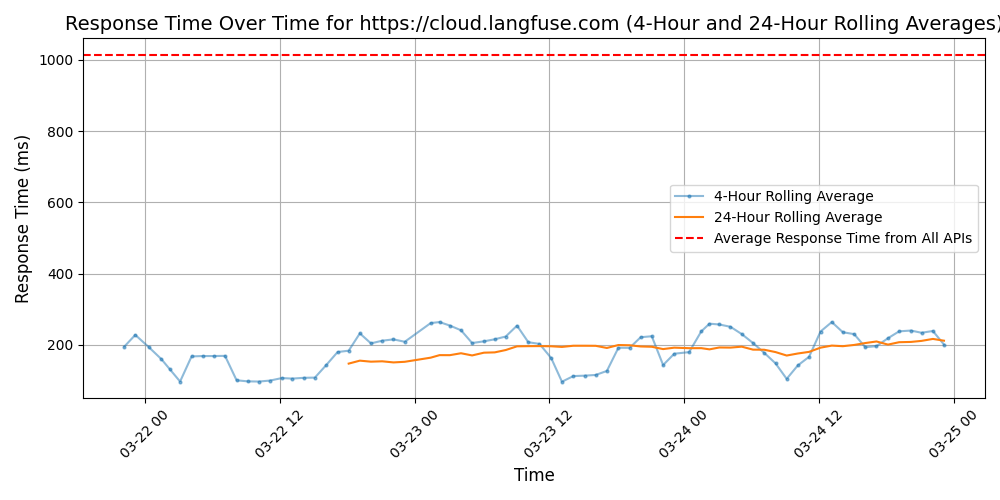 Response Time Over Time for https://cloud.langfuse.com (4-Hour and 24-Hour Rolling Averages)
Response Time (ms)
1000
800
600
400
200
4-Hour Rolling Average
24-Hour Rolling Average
Average Response Time from All APIs
03-22 00
03-22 12
03-23 00
03-23 12
03-24 00
03-24 12
03-25 00
Time